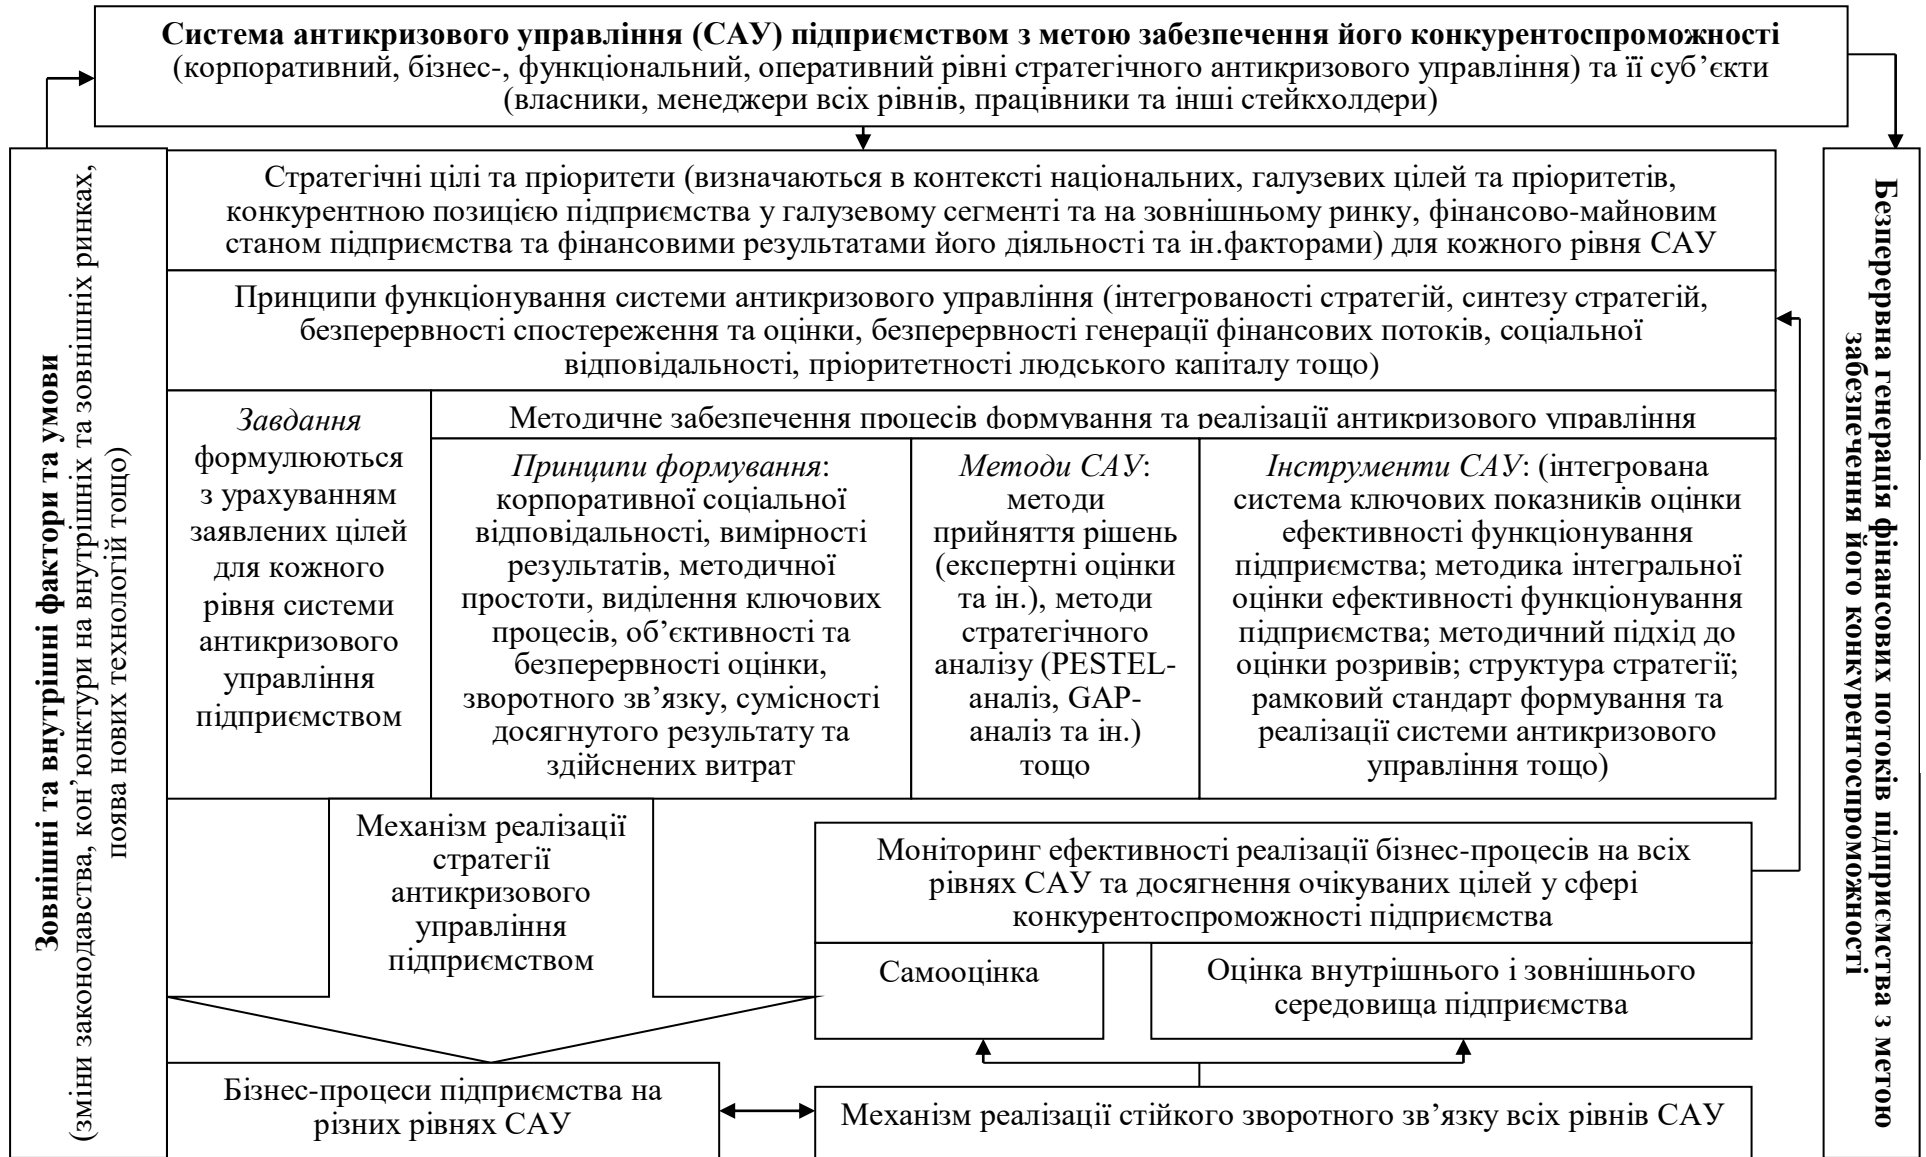 Система антикризового управління (САУ) підприємством з метою забезпечення його конкурентоспроможності
(корпоративний, бізнес-, функціональний, оперативний рівні стратегічного антикризового управління) та її суб’єкти
(власники, менеджери всіх рівнів, працівники та інші стейкхолдери)
Зовнішні та внутрішні фактори та умови
(зміни законодавства, кон’юнктури на внутрішніх та зовнішніх ринках,
поява нових технологій тощо)
Стратегічні цілі та пріоритети (визначаються в контексті національних, галузевих цілей та пріоритетів,
конкурентною позицією підприємства у галузевому сегменті та на зовнішньому ринку, фінансово-майновим
станом підприємства та фінансовими результатами його діяльності та ін.факторами) для кожного рівня САУ
Принципи функціонування системи антикризового управління (інтегрованості стратегій, синтезу стратегій,
безперервності спостереження та оцінки, безперервності генерації фінансових потоків, соціальної
відповідальності, пріоритетності людського капіталу тощо)
Завдання
формулюються
з урахуванням
заявлених цілей
для кожного
рівня системи
антикризового
управління
підприємством
Методичне забезпечення процесів формування та реалізації антикризового управління
Принципи формування:
корпоративної соціальної
відповідальності, вимірності
результатів, методичної
простоти, виділення ключових
процесів, об’єктивності та
безперервності оцінки,
зворотного зв’язку, сумісності
досягнутого результату та
здійснених витрат
Методи САУ:
методи
прийняття рішень
(експертні оцінки
та ін.), методи
стратегічного
аналізу (PESTEL-
аналіз, GAP-
аналіз та ін.)
тощо
Інструменти САУ: (інтегрована
система ключових показників оцінки
ефективності функціонування
підприємства; методика інтегральної
оцінки ефективності функціонування
підприємства; методичний підхід до
оцінки розривів; структура стратегії;
рамковий стандарт формування та
реалізації системи антикризового
управління тощо)
Механізм реалізації
стратегії
антикризового
управління
підприємством
Моніторинг ефективності реалізації бізнес-процесів на всіх
рівнях САУ та досягнення очікуваних цілей у сфері
конкурентоспроможності підприємства
Самооцінка
Оцінка внутрішнього і зовнішнього
середовища підприємства
Бізнес-процеси підприємства на
різних рівнях САУ
Механізм реалізації стійкого зворотного зв’язку всіх рівнів САУ
Безперервна генерація фінансових потоків підприємства з метою
забезпечення його конкурентоспроможності